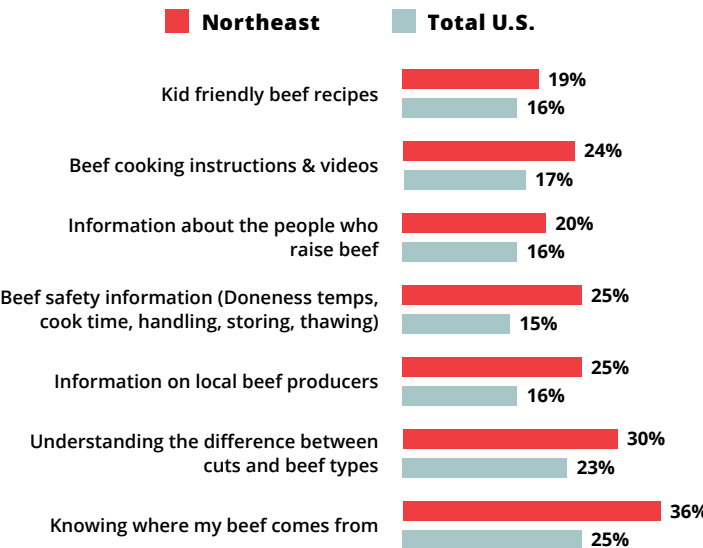 Northeast Total U.S.
Kid friendly beef recipes
19%
16%
Beef cooking instructions & videos
24%
17%
Information about the people who
raise beef
20%
16%
Beef safety information (Doneness temps,
cook time, handling, storing, thawing)
25%
15%
Information on local beef producers
25%
16%
Understanding the difference between
cuts and beef types
30%
23%
Knowing where my beef comes from
36%
25%